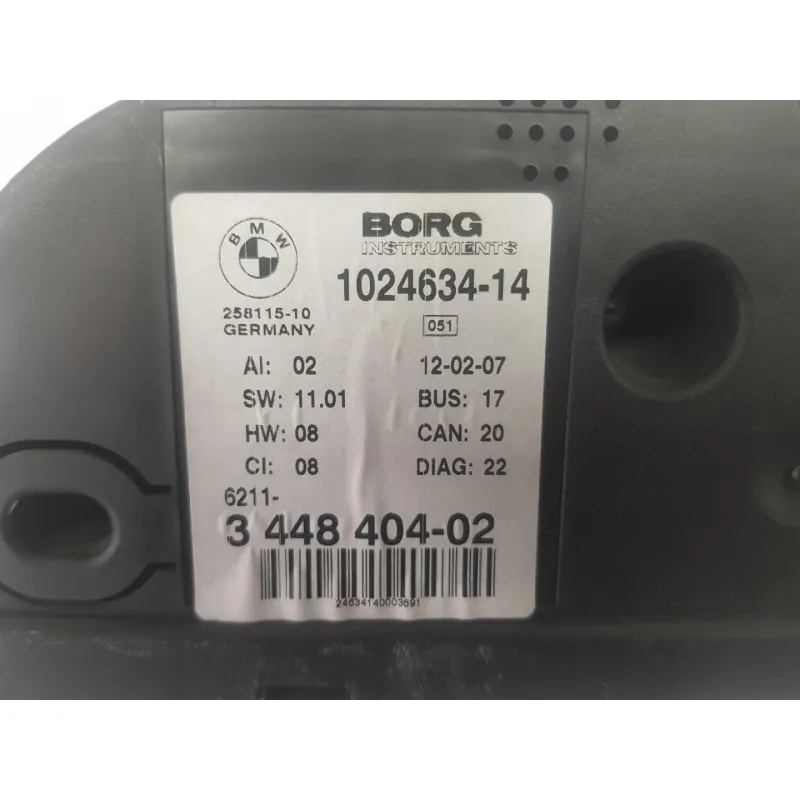 BMW
BORG
INSTRUMENTS
1024634-14
258115-10
GERMANY
051
AI: 02 12-02-07
SW: 11.01 BUS: 17
HW: 08 CAN: 20
CI: 08 DIAG: 22
6211-
3 448 404-02
24634140003691